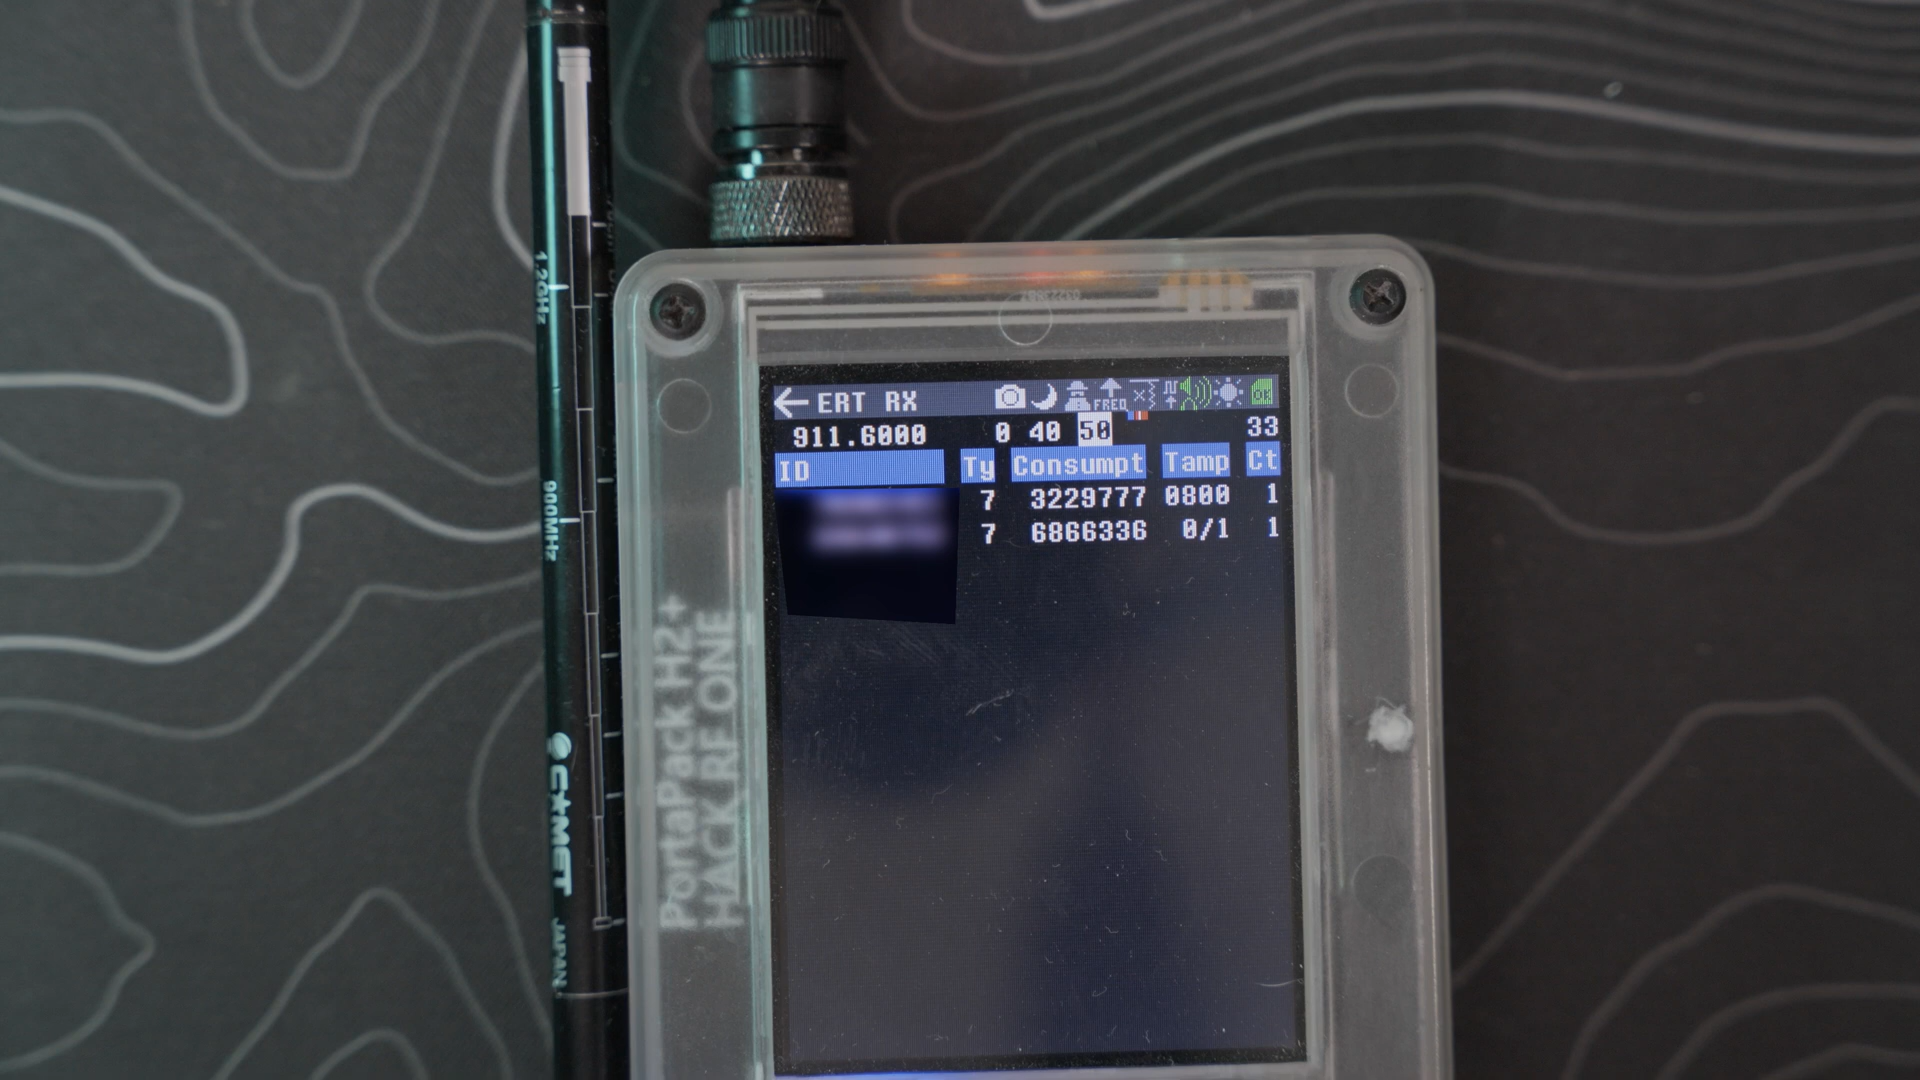 ERT RX
FREQ
911.6000 0 40 50 33
ID Ty Consumpt Tamp Ct
7 3229777 0800 1
7 6866336 0/1 1
PortaPack H2+
HACK RF ONE
1.2GHz
900MHz
COMET
JAPAN